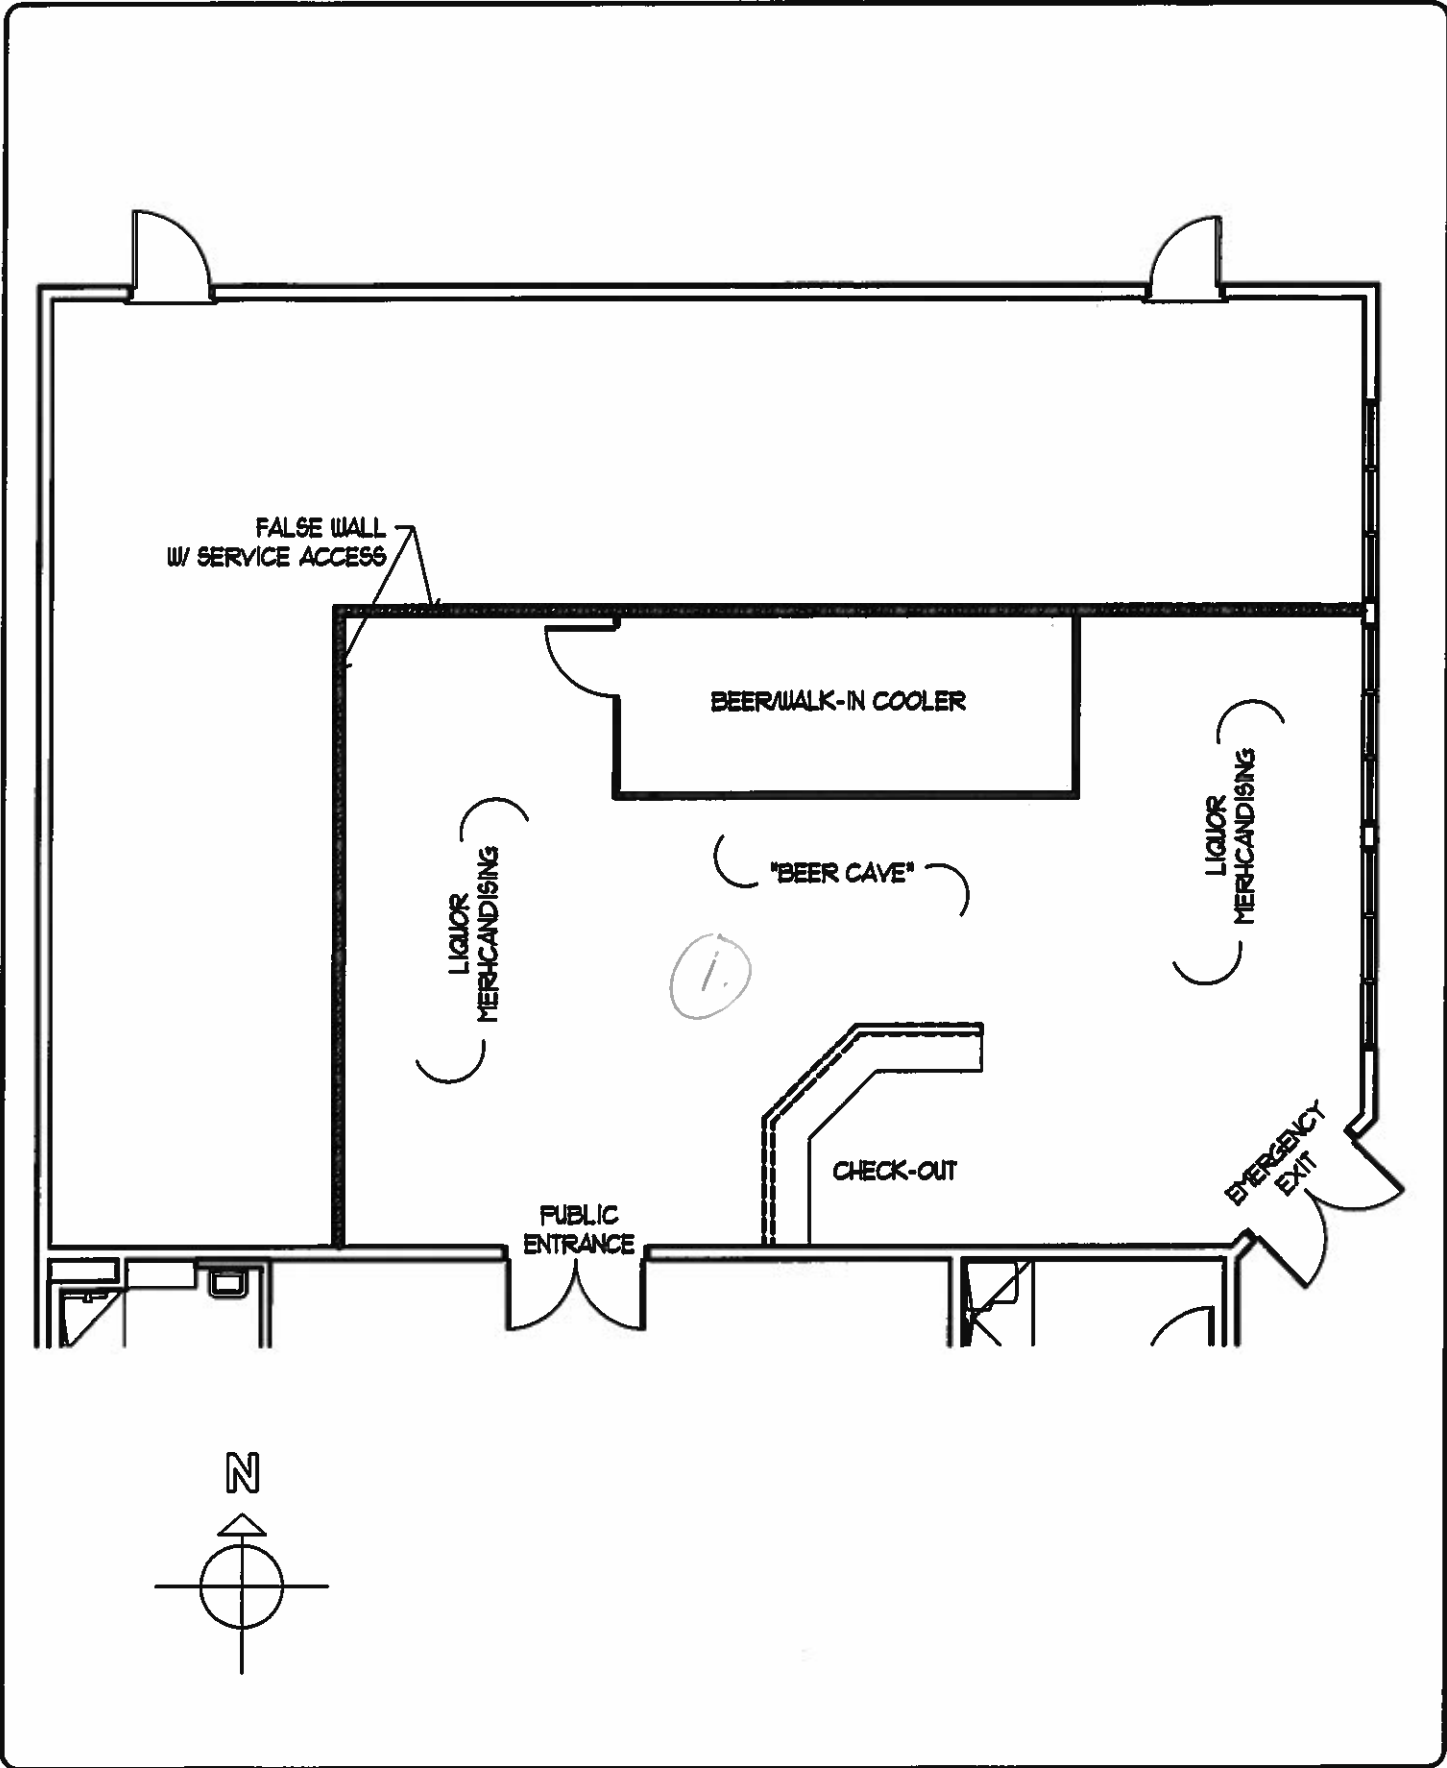 FALSE WALL
W/ SERVICE ACCESS
BEER/WALK-IN COOLER
LIQUOR
MERHCANDISING
"BEER CAVE"
LIQUOR
MERHCANDISING
1.
CHECK-OUT
EMERGENCY
EXIT
PUBLIC
ENTRANCE
N